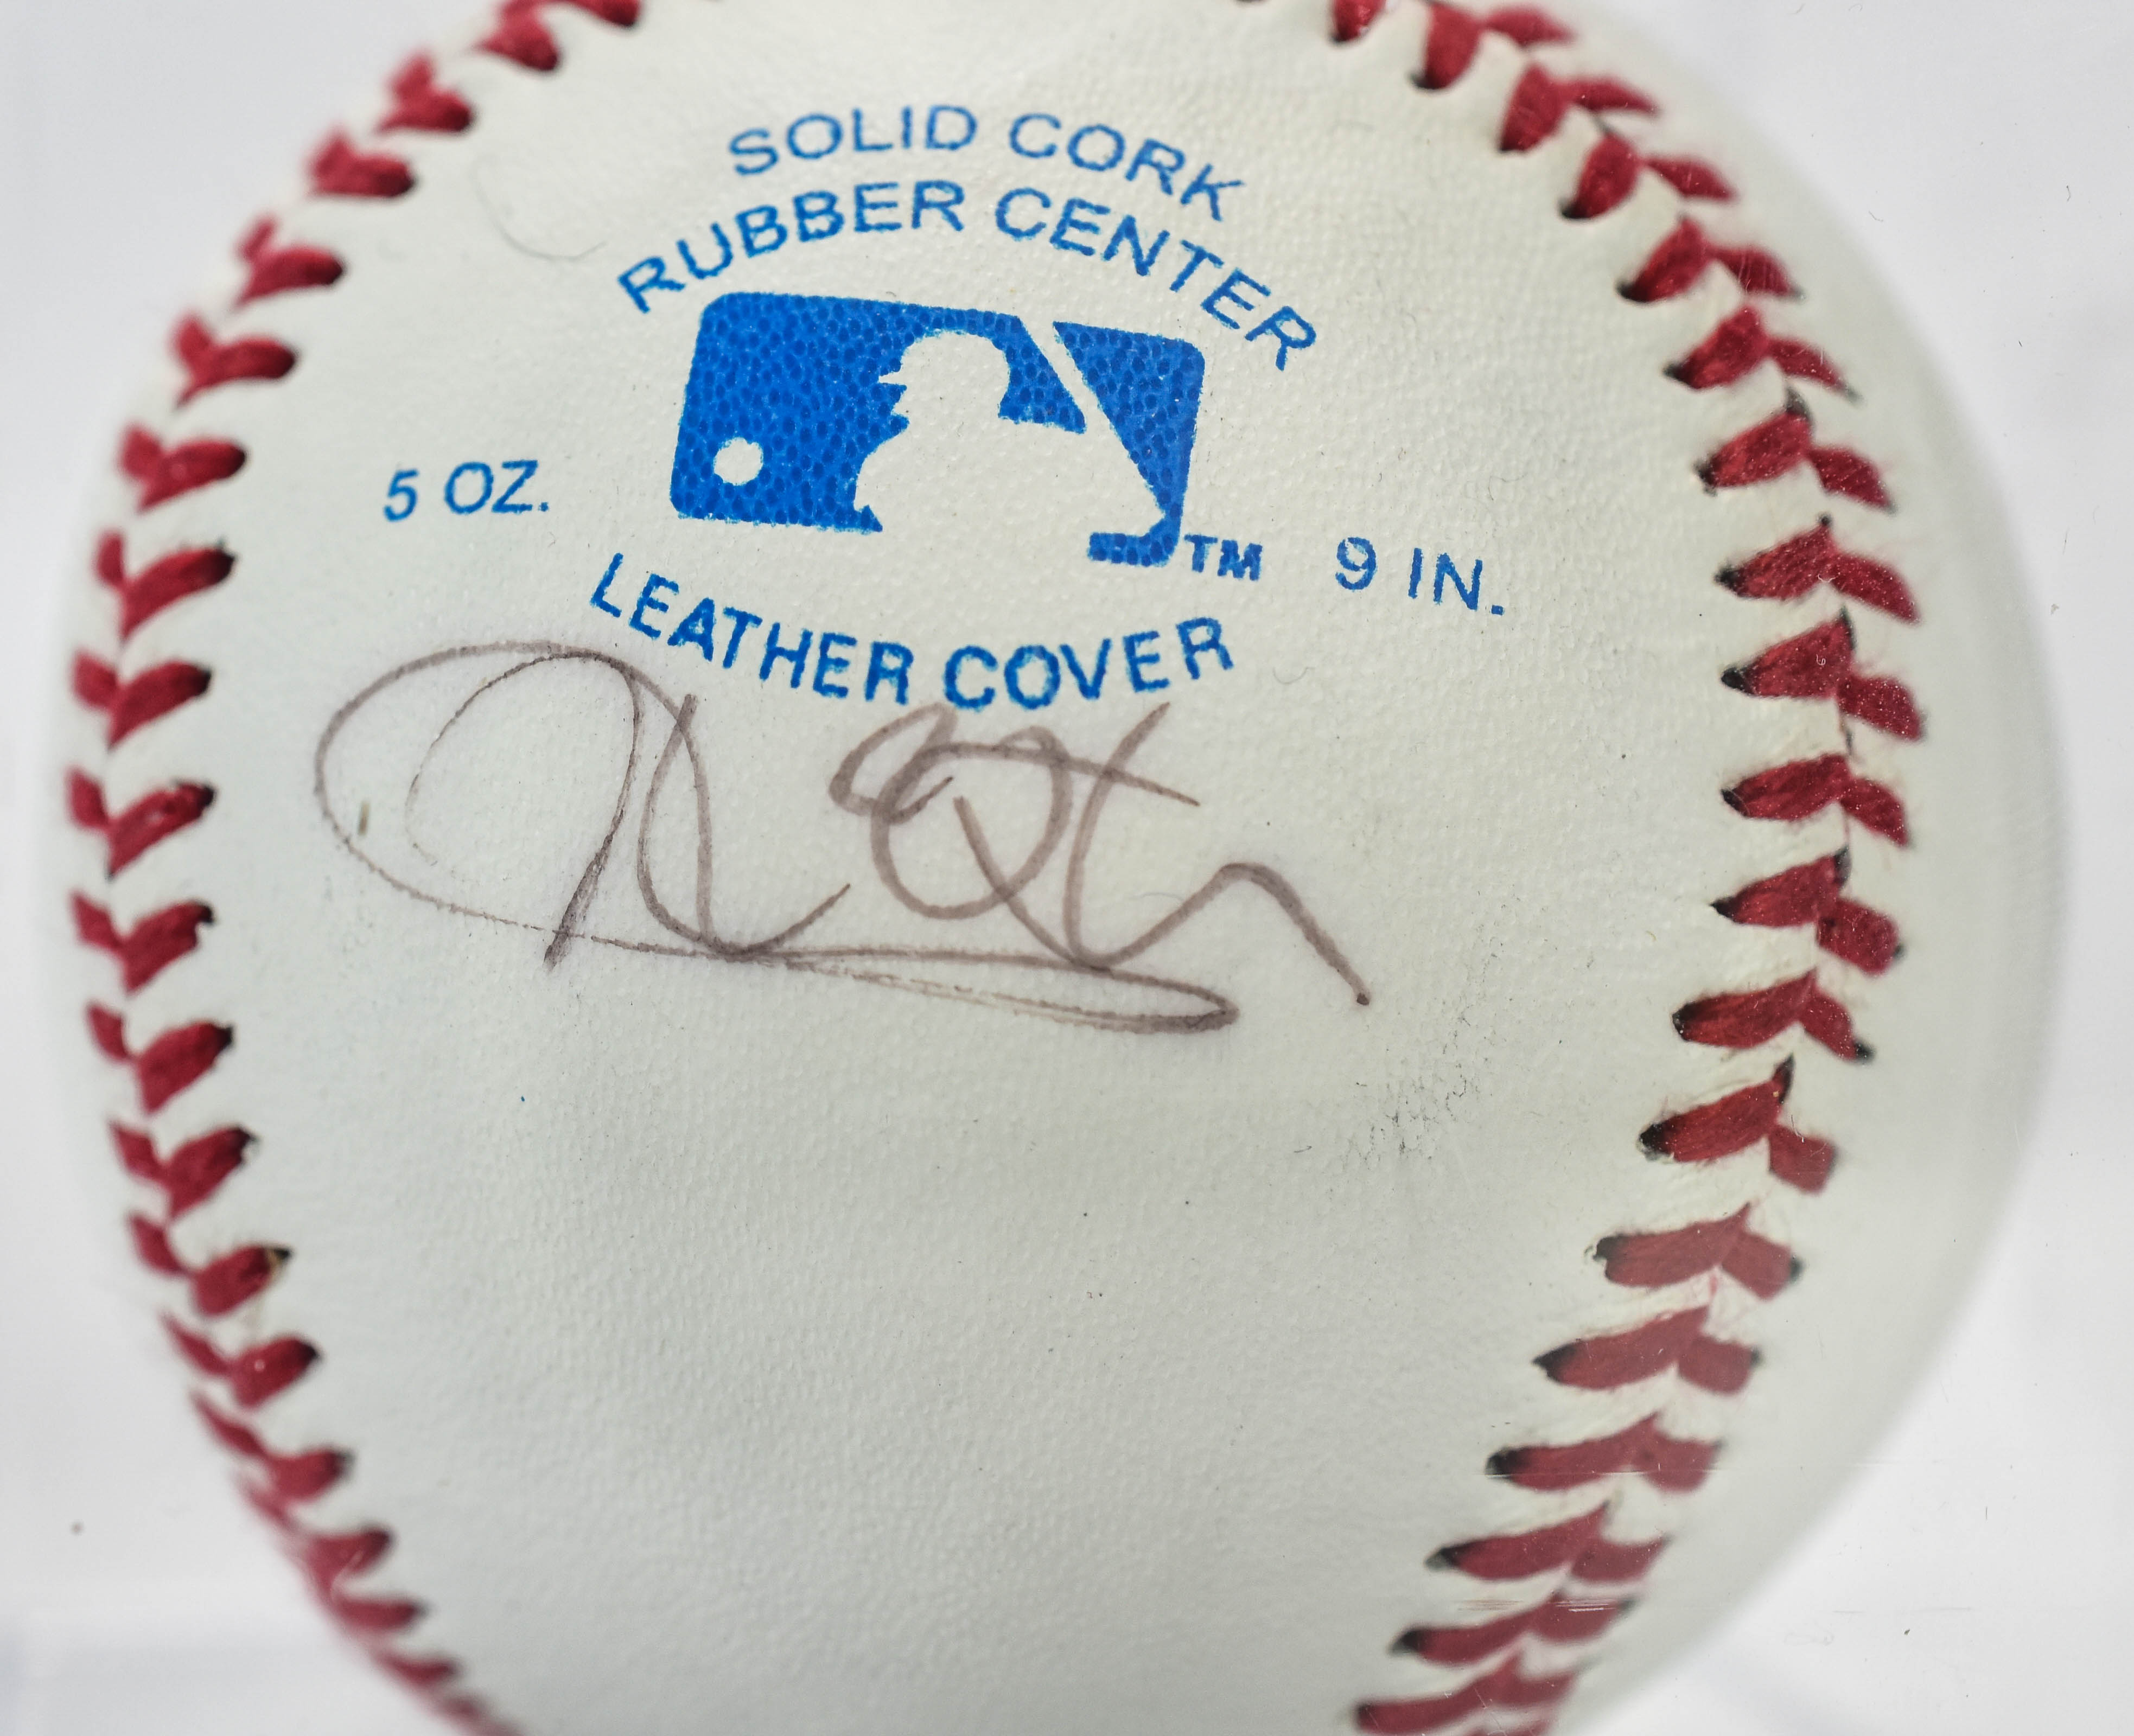 SOLID CORK
RUBBER CENTER
5 OZ.
TM 9 IN.
LEATHER COVER